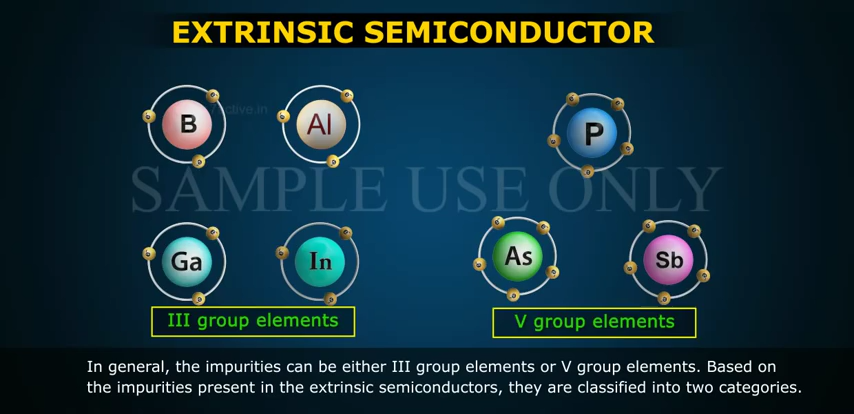 EXTRINSIC SEMICONDUCTOR
B
Al
P
SAMPLE USE ONLY
Ga
In
As
Sb
III group elements
V group elements
In general, the impurities can be either III group elements or V group elements. Based on
the impurities present in the extrinsic semiconductors, they are classified into two categories.